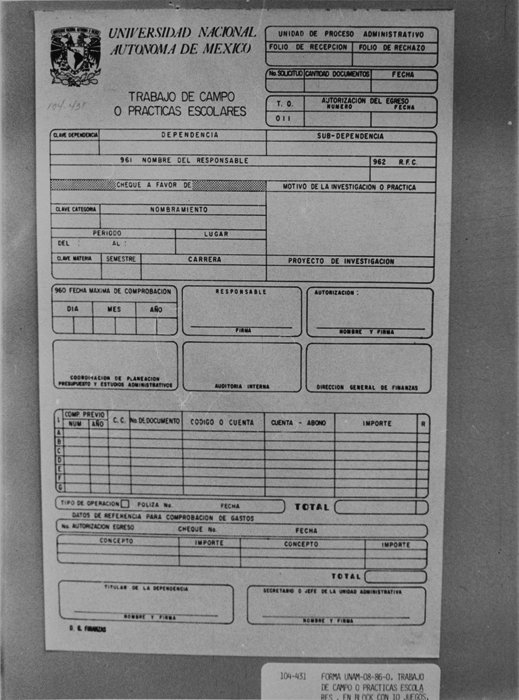 UNIVERSIDAD NACIONAL
AUTONOMA DE MEXICO
104-431
TRABAJO DE CAMPO
O PRACTICAS ESCOLARES
UNIDAD DE PROCESO ADMINISTRATIVO
FOLIO DE RECEPCION FOLIO DE RECHAZO
No. SOLICITUD CANTIDAD DOCUMENTOS FECHA
T. O. AUTORIZACION DEL EGRESO
NUMERO FECHA
011
CLAVE DEPENDENCIA DEPENDENCIA SUB-DEPENDENCIA
961 NOMBRE DEL RESPONSABLE 962 R.F.C.
CHEQUE A FAVOR DE MOTIVO DE LA INVESTIGACION O PRACTICA
CLAVE CATEGORIA NOMBRAMIENTO
PERIODO LUGAR
DEL : AL :
CLAVE MATERIA SEMESTRE CARRERA PROYECTO DE INVESTIGACION
960 FECHA MAXIMA DE COMPROBACION RESPONSABLE AUTORIZACION :
DIA MES AÑO
FIRMA NOMBRE Y FIRMA
COORDINACION DE PLANEACION
PRESUPUESTO Y ESTUDIOS ADMINISTRATIVOS AUDITORIA INTERNA DIRECCION GENERAL DE FINANZAS
COMP. PREVIO
NUM AÑO C. C. No. DE DOCUMENTO CODIGO O CUENTA CUENTA - ABONO IMPORTE R
A
B
C
D
E
F
G
TIPO DE OPERACION POLIZA No. FECHA TOTAL
DATOS DE REFERENCIA PARA COMPROBACION DE GASTOS
No. AUTORIZACION EGRESO CHEQUE No. FECHA
CONCEPTO IMPORTE CONCEPTO IMPORTE
TOTAL
TITULAR DE LA DEPENDENCIA SECRETARIO O JEFE DE LA UNIDAD ADMINISTRATIVA
NOMBRE Y FIRMA NOMBRE Y FIRMA
D. G. FINANZAS
104-431 FORMA UNAM-08-86-O. TRABAJO
DE CAMPO O PRACTICAS ESCOLA
RES , EN BLOCK CON 10 JUEGOS.